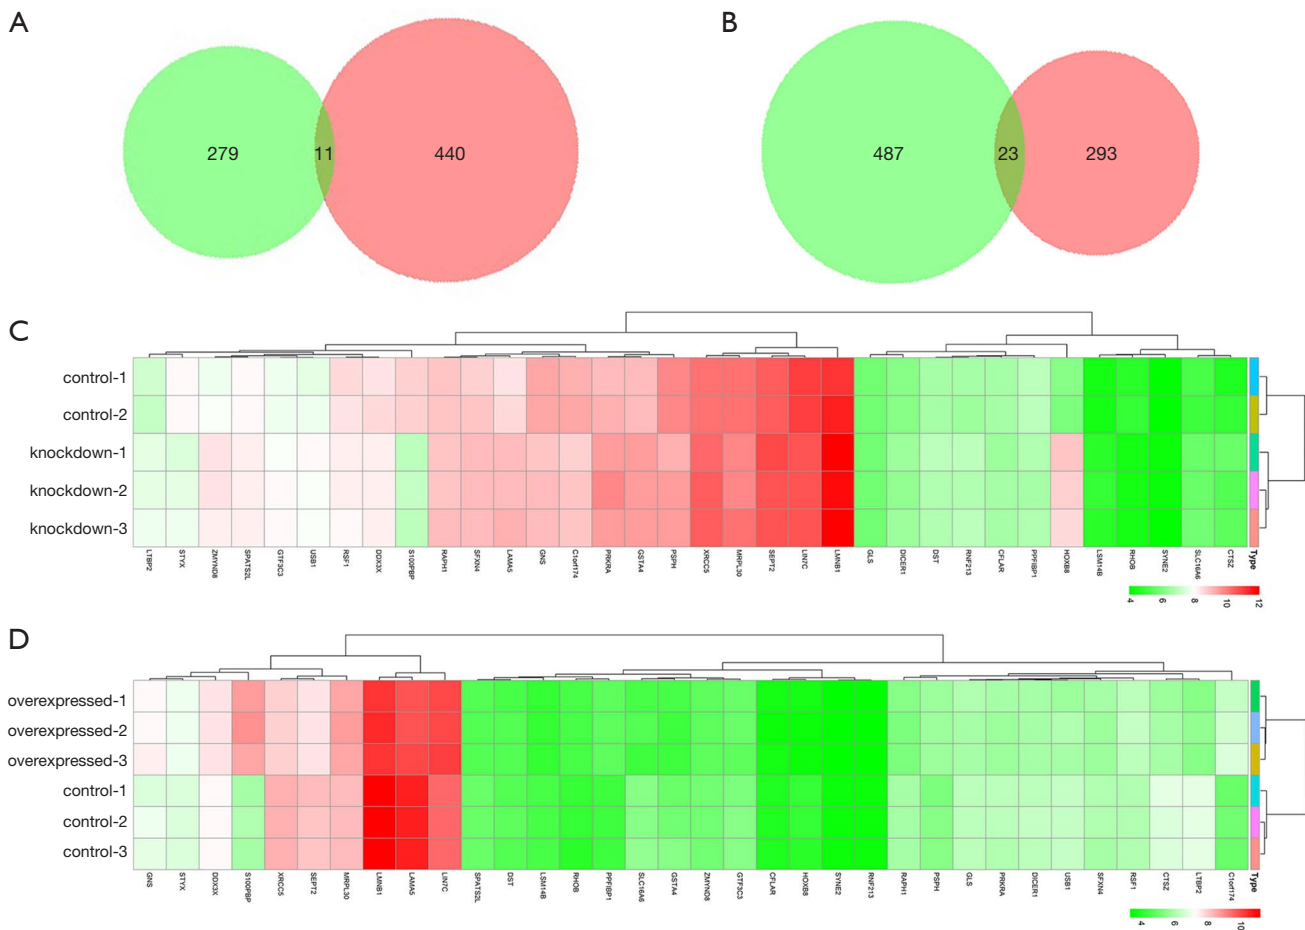 A
B
279
11
440
487
23
293
C
control-1
control-2
knockdown-1
knockdown-2
knockdown-3
LTBP2 STYX ZMYND8 SPATS2L GTF3C3 USB1 RSF1 DDX3X S100PBP RAPH1 SFXN4 LAMA5 GNS C1orf174 PRKRA GSTA4 PSPH XRCC5 MRPL30 SEPT2 LIN7C LMNB1 GLS DICER1 DST RNF213 CFLAR PPFIBP1 HOXB8 LSM14B RHOB SYNE2 SLC16A6 CTSZ Type
4 6 8 10 12
D
overexpressed-1
overexpressed-2
overexpressed-3
control-1
control-2
control-3
GNS STYX DDX3X S100PBP XRCC5 SEPT2 MRPL30 LMNB1 LAMA5 LIN7C SPATS2L DST LSM14B RHOB PPFIBP1 SLC16A6 GSTA4 ZMYND8 GTF3C3 CFLAR HOXB8 SYNE2 RNF213 RAPH1 PSPH GLS PRKRA DICER1 USB1 SFXN4 RSF1 CTSZ LTBP2 C1orf174 Type
4 6 8 10